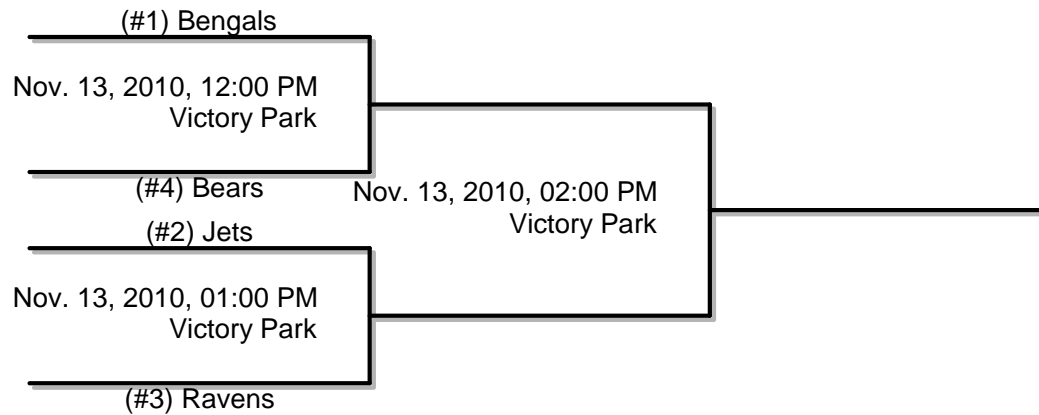 (#1) Bengals
Nov. 13, 2010, 12:00 PM
Victory Park
(#4) Bears
Nov. 13, 2010, 02:00 PM
Victory Park
(#2) Jets
Nov. 13, 2010, 01:00 PM
Victory Park
(#3) Ravens